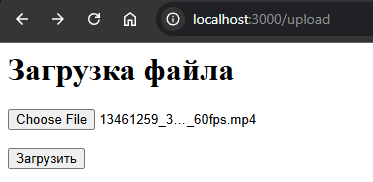 localhost:3000/upload
Загрузка файла
Choose File 13461259_3…_60fps.mp4
Загрузить